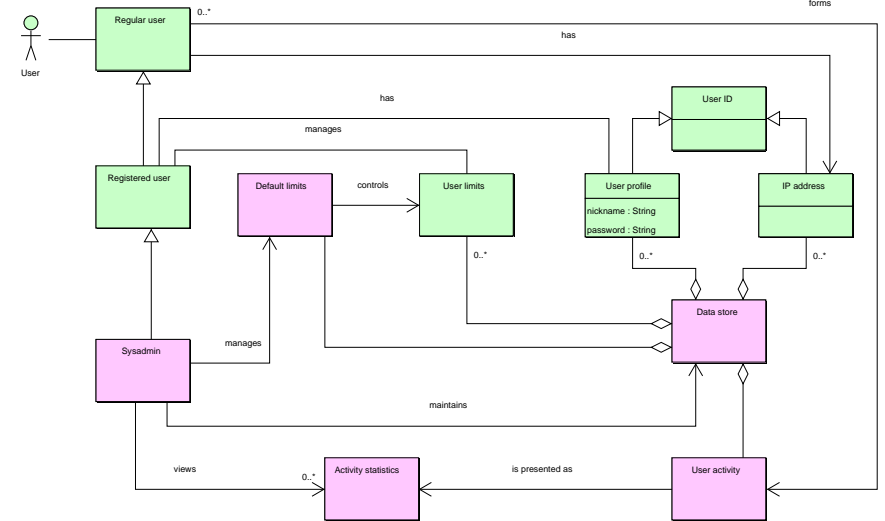 forms
0..*
Regular user
has
User
has
User ID
manages
Registered user
Default limits
controls
User limits
User profile
IP address
nickname : String
password : String
0..*
0..*
0..*
Data store
manages
Sysadmin
maintains
views
0..*
Activity statistics
is presented as
User activity